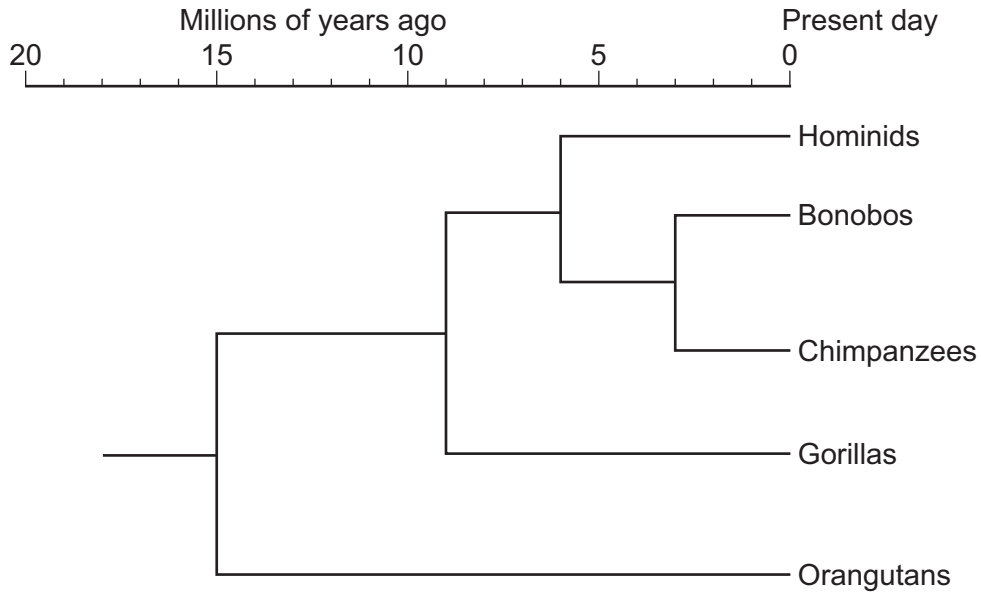 Millions of years ago Present day
20 15 10 5 0
Hominids
Bonobos
Chimpanzees
Gorillas
Orangutans